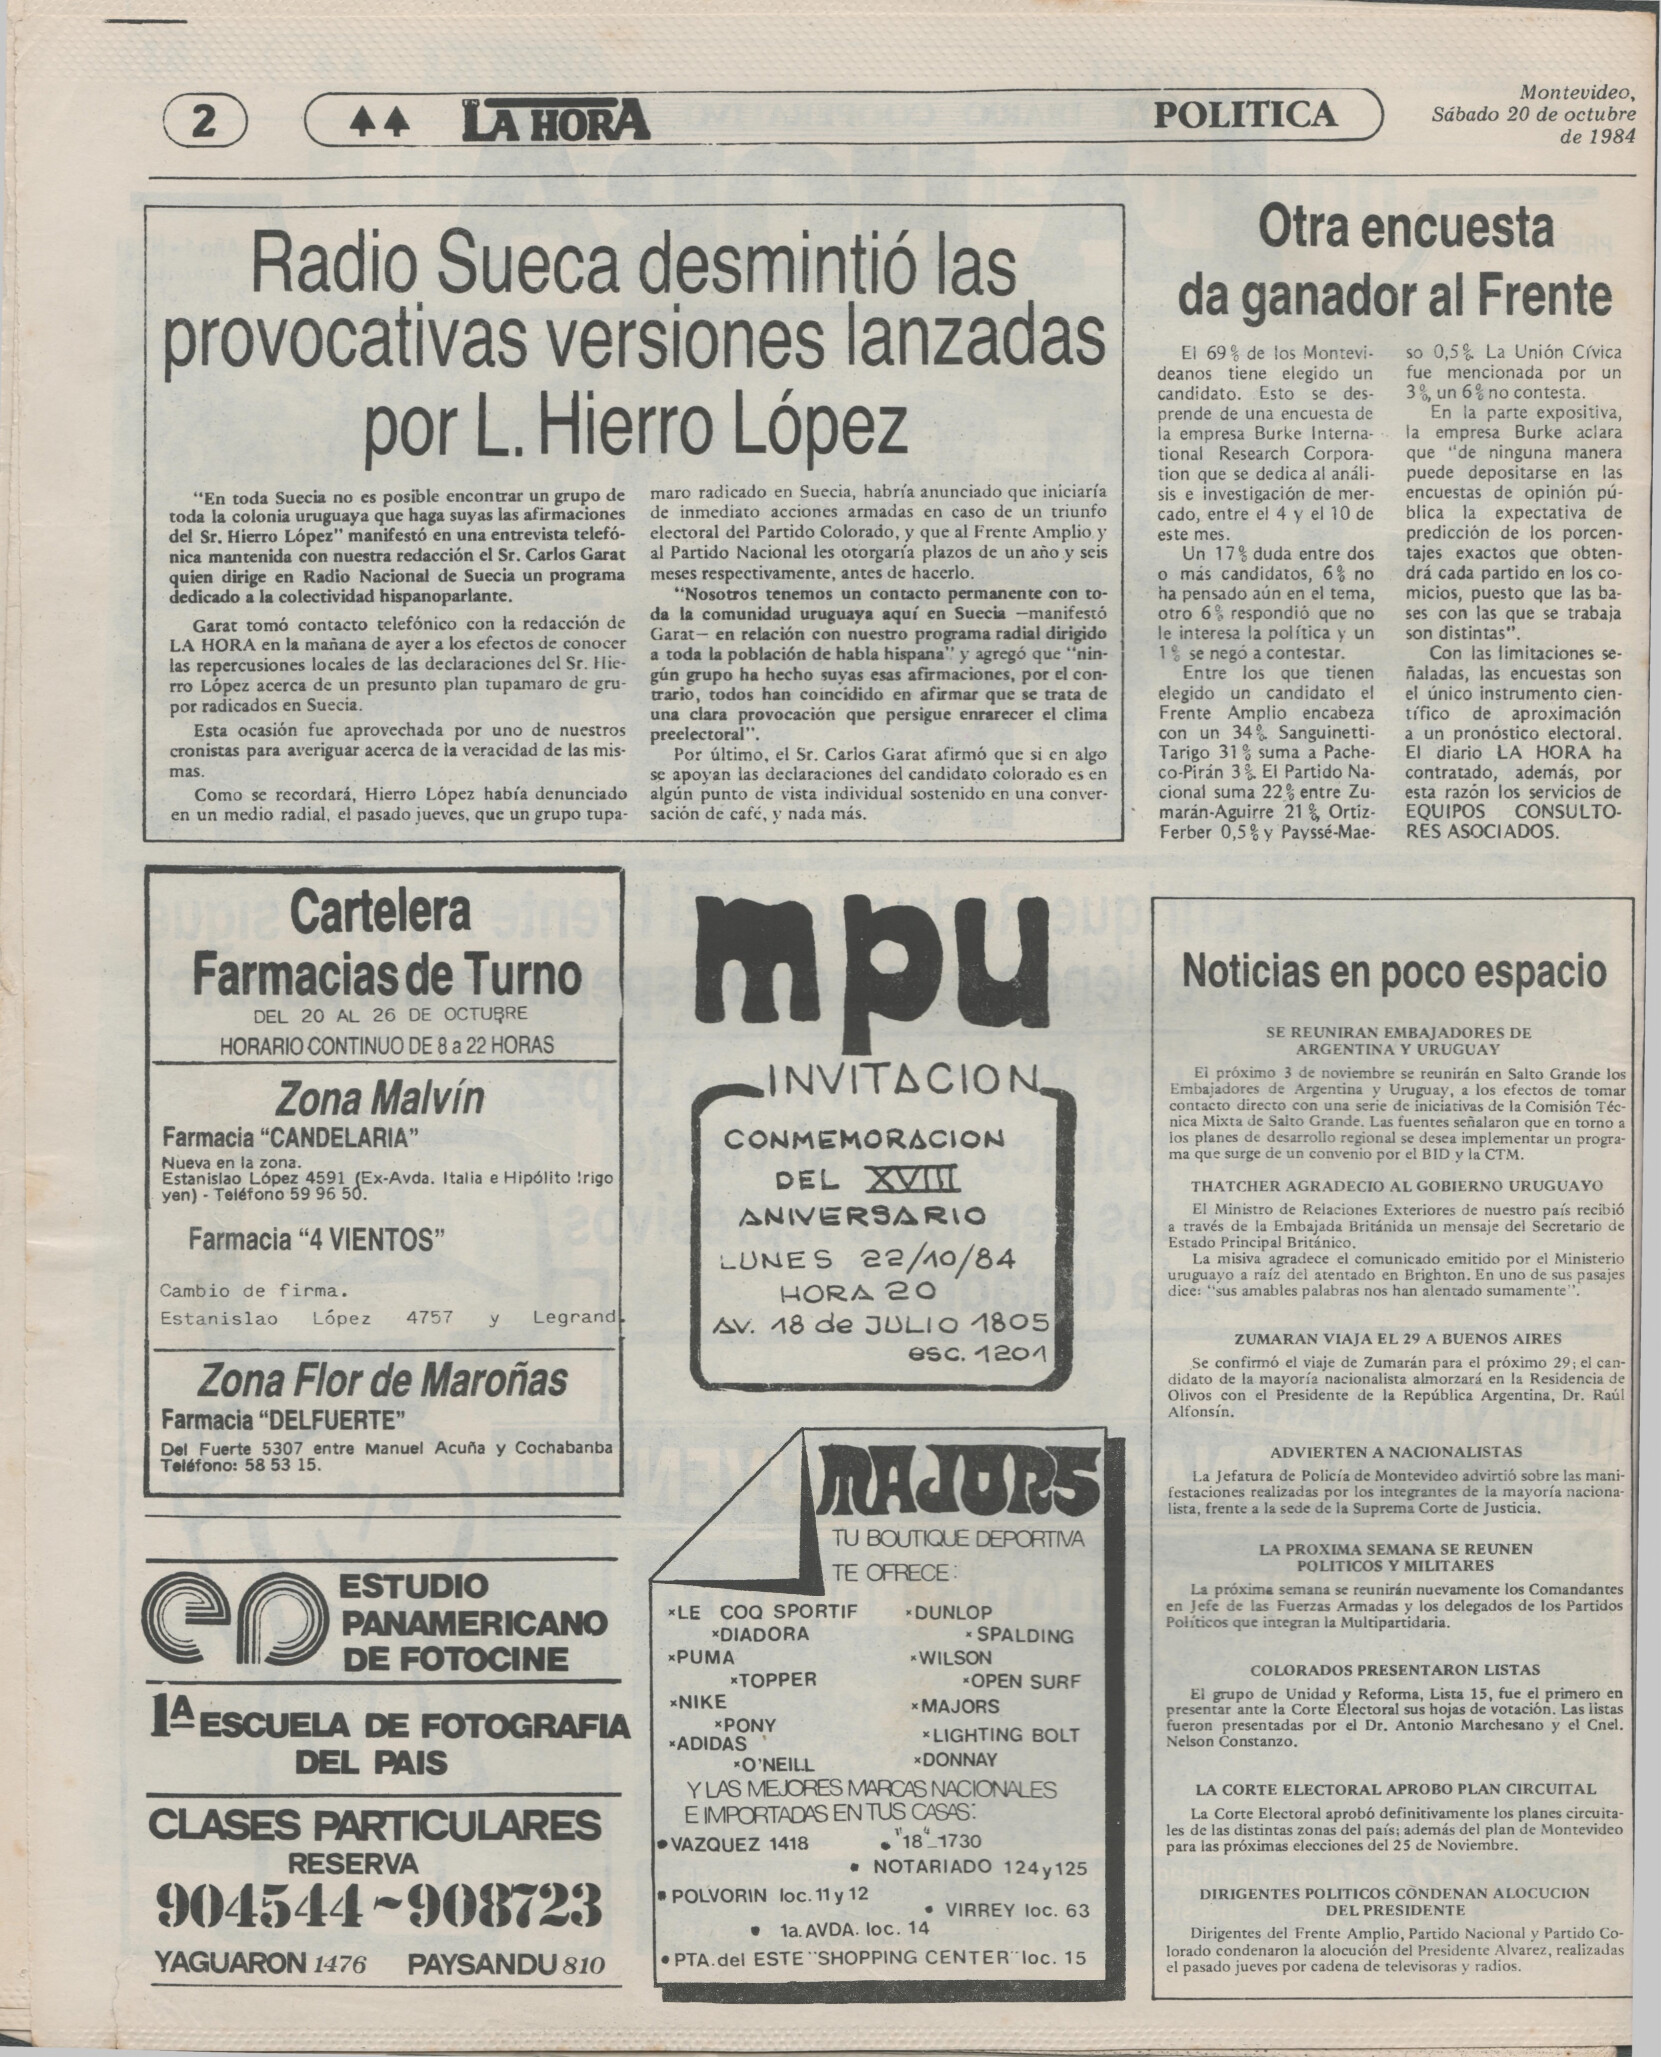 2
LA HORA
POLITICA
Montevideo,
Sábado 20 de octubre
de 1984
Radio Sueca desmintió las
provocativas versiones lanzadas
por L. Hierro López
"En toda Suecia no es posible encontrar un grupo de
toda la colonia uruguaya que haga suyas las afirmaciones
del Sr. Hierro López" manifestó en una entrevista telefó-
nica mantenida con nuestra redacción el Sr. Carlos Garat
quien dirige en Radio Nacional de Suecia un programa
dedicado a la colectividad hispanoparlante.
Garat tomó contacto telefónico con la redacción de
LA HORA en la mañana de ayer a los efectos de conocer
las repercusiones locales de las declaraciones del Sr. Hie-
rro López acerca de un presunto plan tupamaro de gru-
por radicados en Suecia.
Esta ocasión fue aprovechada por uno de nuestros
cronistas para averiguar acerca de la veracidad de las mis-
mas.
Como se recordará, Hierro López había denunciado
en un medio radial, el pasado jueves, que un grupo tupa-
maro radicado en Suecia, habría anunciado que iniciaría
de inmediato acciones armadas en caso de un triunfo
electoral del Partido Colorado, y que al Frente Amplio y
al Partido Nacional les otorgaría plazos de un año y seis
meses respectivamente, antes de hacerlo.
"Nosotros tenemos un contacto permanente con to-
da la comunidad uruguaya aquí en Suecia —manifestó
Garat— en relación con nuestro programa radial dirigido
a toda la población de habla hispana" y agregó que "nin-
gún grupo ha hecho suyas esas afirmaciones, por el con-
trario, todos han coincidido en afirmar que se trata de
una clara provocación que persigue enrarecer el clima
preelectoral".
Por último, el Sr. Carlos Garat afirmó que si en algo
se apoyan las declaraciones del candidato colorado es en
algún punto de vista individual sostenido en una conver-
sación de café, y nada más.
Otra encuesta
da ganador al Frente
El 69% de los Montevi-
deanos tiene elegido un
candidato. Esto se des-
prende de una encuesta de
la empresa Burke Interna-
tional Research Corpora-
tion que se dedica al análi-
sis e investigación de mer-
cado, entre el 4 y el 10 de
este mes.
Un 17% duda entre dos
o más candidatos, 6% no
ha pensado aún en el tema,
otro 6% respondió que no
le interesa la política y un
1% se negó a contestar.
Entre los que tienen
elegido un candidato el
Frente Amplio encabeza
con un 34%. Sanguinetti-
Tarigo 31% suma a Pache-
co-Pirán 3%. El Partido Na-
cional suma 22% entre Zu-
marán-Aguirre 21%, Ortiz-
Ferber 0,5% y Payssé-Mae-
so 0,5%. La Unión Cívica
fue mencionada por un
3%, un 6% no contesta.
En la parte expositiva,
la empresa Burke aclara
que "de ninguna manera
puede depositarse en las
encuestas de opinión pú-
blica la expectativa de
predicción de los porcen-
tajes exactos que obten-
drá cada partido en los co-
micios, puesto que las ba-
ses con las que se trabaja
son distintas".
Con las limitaciones se-
ñaladas, las encuestas son
el único instrumento cien-
tífico de aproximación
a un pronóstico electoral.
El diario LA HORA ha
contratado, además, por
esta razón los servicios de
EQUIPOS CONSULTO-
RES ASOCIADOS.
Cartelera
Farmacias de Turno
DEL 20 AL 26 DE OCTUBRE
HORARIO CONTINUO DE 8 a 22 HORAS
Zona Malvín
Farmacia "CANDELARIA"
Nueva en la zona.
Estanislao López 4591 (Ex-Avda. Italia e Hipólito Irigo
yen) - Teléfono 59 96 50.
Farmacia "4 VIENTOS"
Cambio de firma.
Estanislao López 4757 y Legrand.
Zona Flor de Maroñas
Farmacia "DELFUERTE"
Del Fuerte 5307 entre Manuel Acuña y Cochabamba
Teléfono: 58 53 15.
ep
ESTUDIO
PANAMERICANO
DE FOTOCINE
1A ESCUELA DE FOTOGRAFIA
DEL PAIS
CLASES PARTICULARES
RESERVA
904544~908723
YAGUARON 1476 PAYSANDU 810
mpu
INVITACION
CONMEMORACION
DEL XVIII
ANIVERSARIO
LUNES 22/10/84
HORA 20
AV. 18 de JULIO 1805
esc. 1201
MAJORS
TU BOUTIQUE DEPORTIVA
TE OFRECE:
×LE COQ SPORTIF ×DUNLOP
×DIADORA ×SPALDING
×PUMA ×WILSON
×TOPPER ×OPEN SURF
×NIKE ×MAJORS
×PONY ×LIGHTING BOLT
×ADIDAS ×DONNAY
×O'NEILL
Y LAS MEJORES MARCAS NACIONALES
E IMPORTADAS EN TUS CASAS:
• VAZQUEZ 1418 • "18"_1730
• NOTARIADO 124 y 125
• POLVORIN loc. 11 y 12
• VIRREY loc. 63
• 1a. AVDA. loc. 14
• PTA. del ESTE "SHOPPING CENTER" loc. 15
Noticias en poco espacio
SE REUNIRAN EMBAJADORES DE
ARGENTINA Y URUGUAY
El próximo 3 de noviembre se reunirán en Salto Grande los
Embajadores de Argentina y Uruguay, a los efectos de tomar
contacto directo con una serie de iniciativas de la Comisión Téc-
nica Mixta de Salto Grande. Las fuentes señalaron que en torno a
los planes de desarrollo regional se desea implementar un progra-
ma que surge de un convenio por el BID y la CTM.
THATCHER AGRADECIO AL GOBIERNO URUGUAYO
El Ministro de Relaciones Exteriores de nuestro país recibió
a través de la Embajada Británida un mensaje del Secretario de
Estado Principal Británico.
La misiva agradece el comunicado emitido por el Ministerio
uruguayo a raíz del atentado en Brighton. En uno de sus pasajes
dice: "sus amables palabras nos han alentado sumamente".
ZUMARAN VIAJA EL 29 A BUENOS AIRES
Se confirmó el viaje de Zumarán para el próximo 29; el can-
didato de la mayoría nacionalista almorzará en la Residencia de
Olivos con el Presidente de la República Argentina, Dr. Raúl
Alfonsín.
ADVIERTEN A NACIONALISTAS
La Jefatura de Policía de Montevideo advirtió sobre las mani-
festaciones realizadas por los integrantes de la mayoría naciona-
lista, frente a la sede de la Suprema Corte de Justicia.
LA PROXIMA SEMANA SE REUNEN
POLITICOS Y MILITARES
La próxima semana se reunirán nuevamente los Comandantes
en Jefe de las Fuerzas Armadas y los delegados de los Partidos
Políticos que integran la Multipartidaria.
COLORADOS PRESENTARON LISTAS
El grupo de Unidad y Reforma, Lista 15, fue el primero en
presentar ante la Corte Electoral sus hojas de votación. Las listas
fueron presentadas por el Dr. Antonio Marchesano y el Cnel.
Nelson Constanzo.
LA CORTE ELECTORAL APROBO PLAN CIRCUITAL
La Corte Electoral aprobó definitivamente los planes circuita-
les de las distintas zonas del país; además del plan de Montevideo
para las próximas elecciones del 25 de Noviembre.
DIRIGENTES POLITICOS CONDENAN ALOCUCION
DEL PRESIDENTE
Dirigentes del Frente Amplio, Partido Nacional y Partido Co-
lorado condenaron la alocución del Presidente Alvarez, realizadas
el pasado jueves por cadena de televisoras y radios.